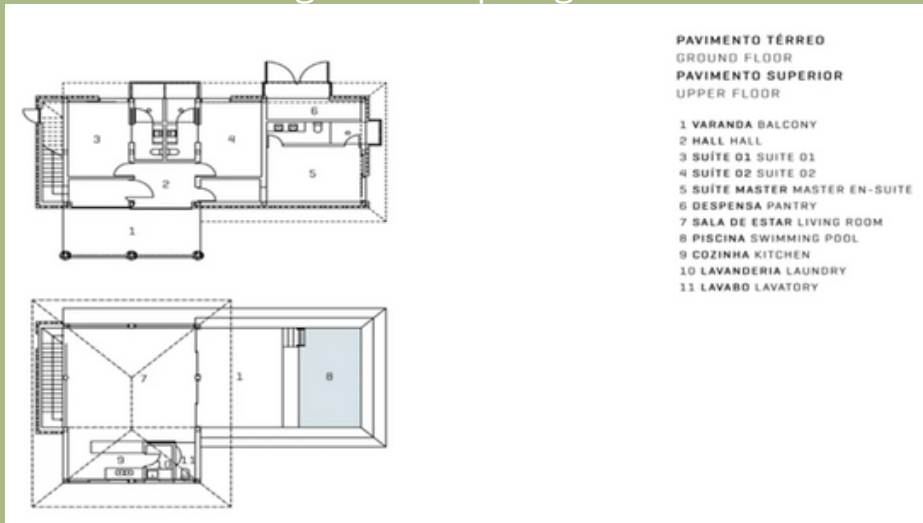 PAVIMENTO TÉRREO
GROUND FLOOR
PAVIMENTO SUPERIOR
UPPER FLOOR
1 VARANDA BALCONY
2 HALL HALL
3 SUÍTE 01 SUITE 01
4 SUÍTE 02 SUITE 02
5 SUÍTE MASTER MASTER EN-SUITE
6 DESPENSA PANTRY
7 SALA DE ESTAR LIVING ROOM
8 PISCINA SWIMMING POOL
9 COZINHA KITCHEN
10 LAVANDERIA LAUNDRY
11 LAVABO LAVATORY
6
3
4
2
5
1
7
1
8
9
11